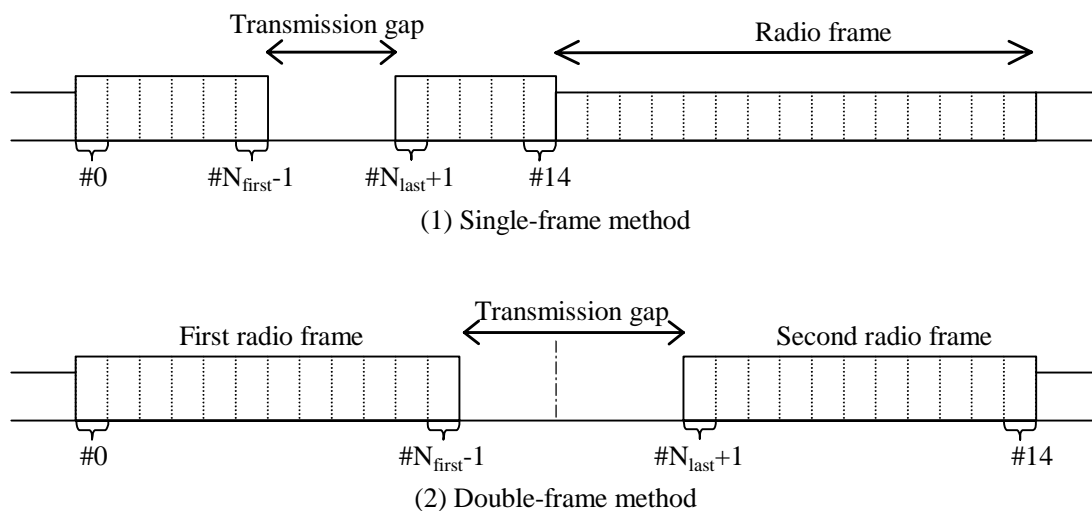 Transmission gap
Radio frame
#0
#Nfirst-1
#Nlast+1
#14
(1) Single-frame method
Transmission gap
First radio frame
Second radio frame
#0
#Nfirst-1
#Nlast+1
#14
(2) Double-frame method